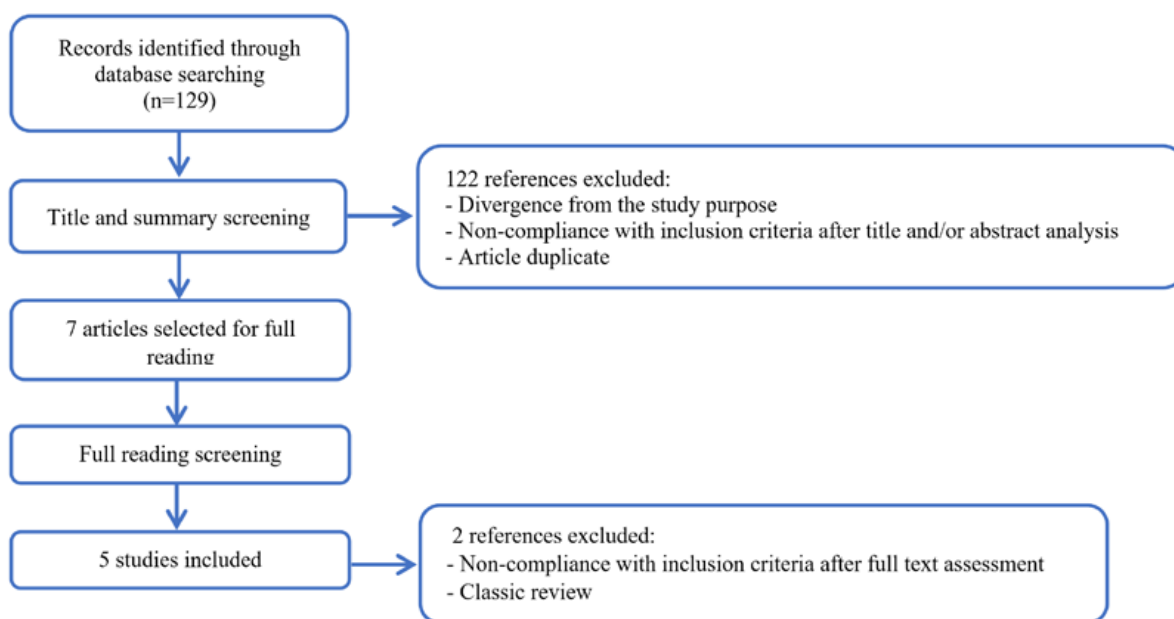 Records identified through
database searching
(n=129)
Title and summary screening
122 references excluded:
- Divergence from the study purpose
- Non-compliance with inclusion criteria after title and/or abstract analysis
- Article duplicate
7 articles selected for full
reading
Full reading screening
5 studies included
2 references excluded:
- Non-compliance with inclusion criteria after full text assessment
- Classic review